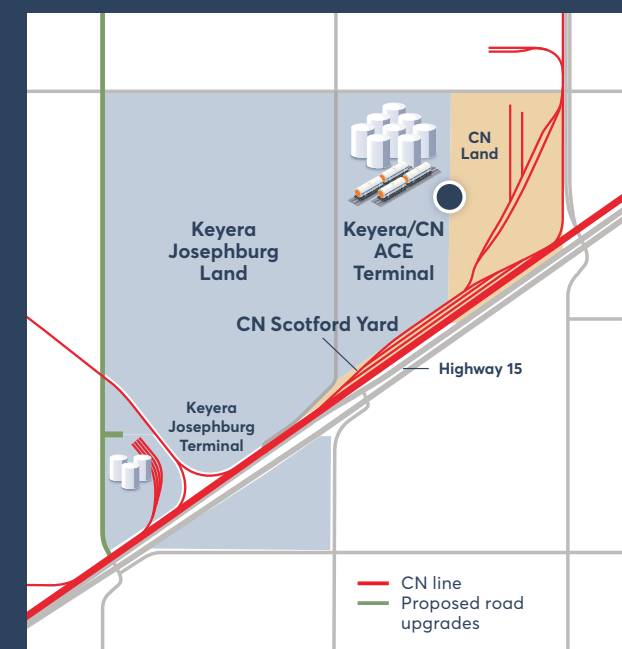 CN
Land
Keyera
Josephburg
Land
Keyera/CN
ACE
Terminal
CN Scotford Yard
Highway 15
Keyera
Josephburg
Terminal
CN line
Proposed road
upgrades